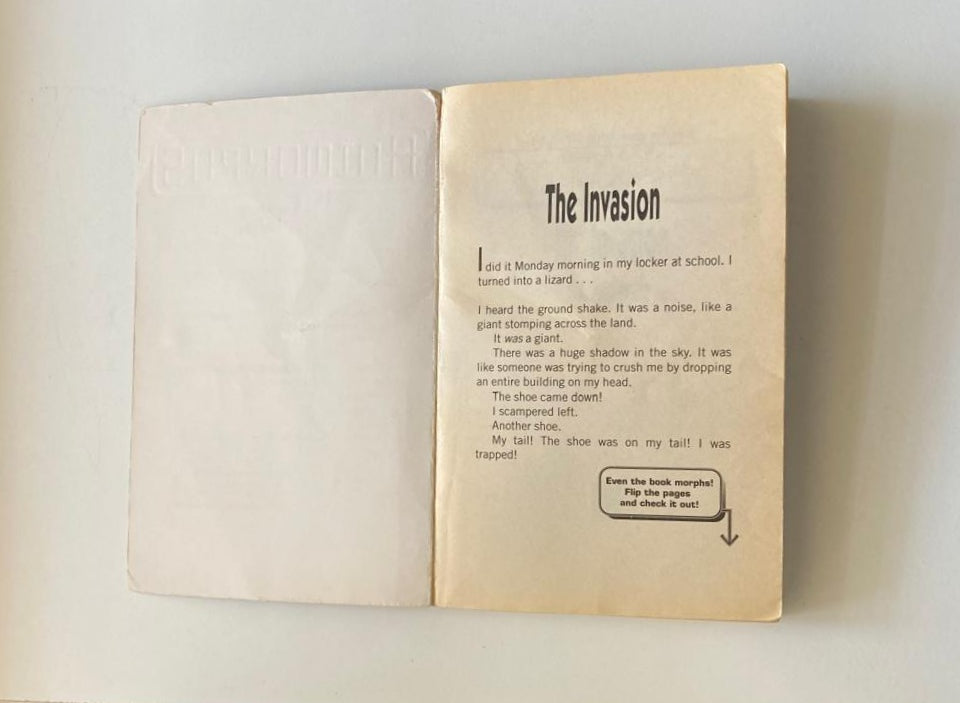 The Invasion
I did it Monday morning in my locker at school. I
turned into a lizard . . .
I heard the ground shake. It was a noise, like a
giant stomping across the land.
It was a giant.
There was a huge shadow in the sky. It was
like someone was trying to crush me by dropping
an entire building on my head.
The shoe came down!
I scampered left.
Another shoe.
My tail! The shoe was on my tail! I was
trapped!
Even the book morphs!
Flip the pages
and check it out!